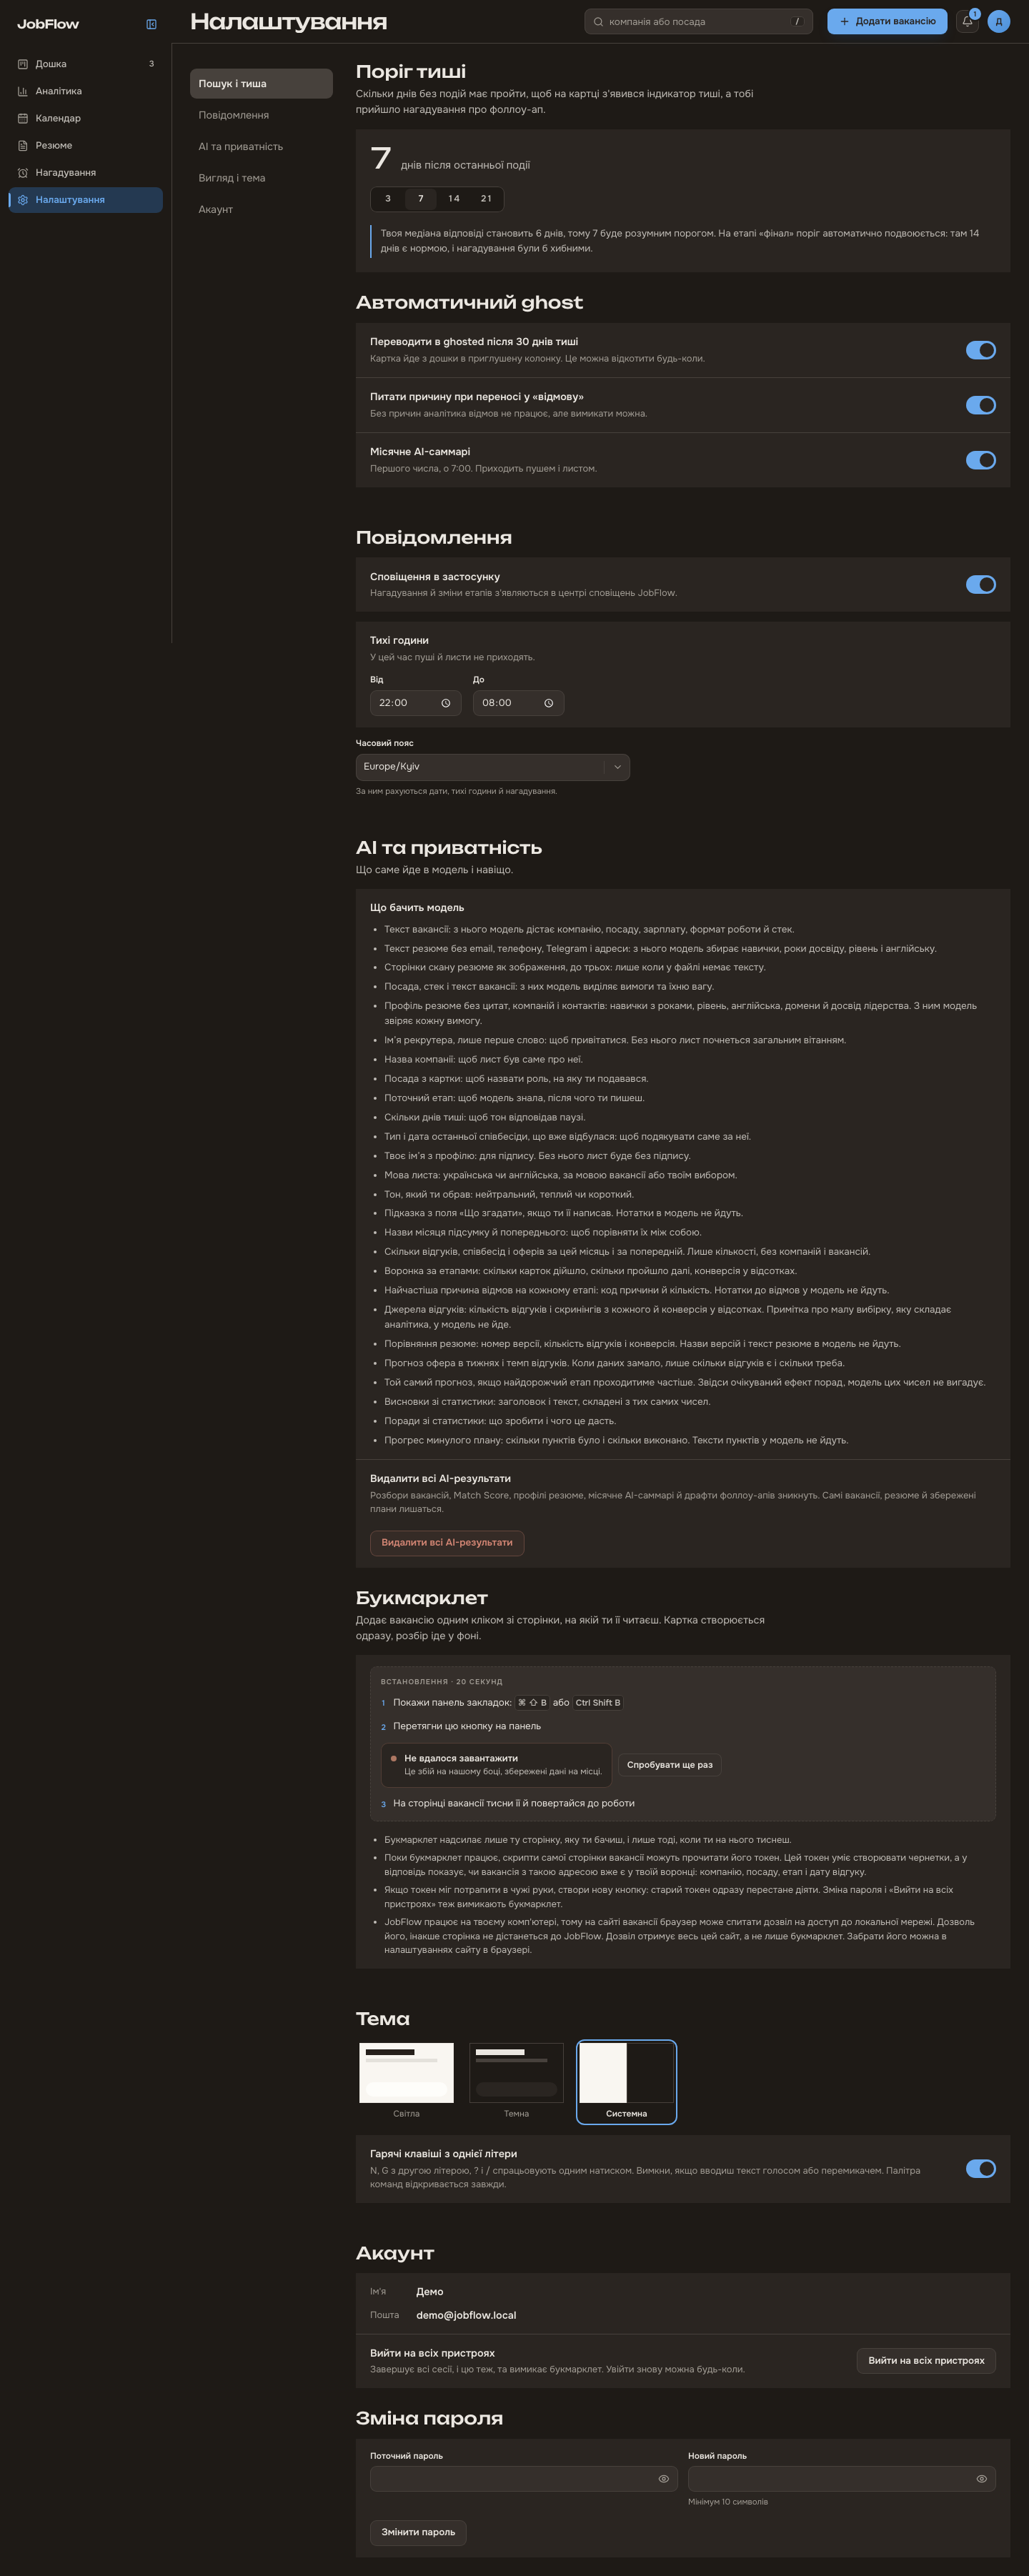 JobFlow
Дошка 3
Аналітика
Календар
Резюме
Нагадування
Налаштування
Налаштування
компанія або посада /
Додати вакансію
1
Д
Пошук і тиша
Повідомлення
AI та приватність
Вигляд і тема
Акаунт
Поріг тиші
Скільки днів без подій має пройти, щоб на картці з'явився індикатор тиші, а тобі
прийшло нагадування про фоллоу-ап.
7 днів після останньої події
3 7 14 21
Твоя медіана відповіді становить 6 днів, тому 7 буде розумним порогом. На етапі «фінал» поріг автоматично подвоюється: там 14
днів є нормою, і нагадування були б хибними.
Автоматичний ghost
Переводити в ghosted після 30 днів тиші
Картка йде з дошки в приглушену колонку. Це можна відкотити будь-коли.
Питати причину при переносі у «відмову»
Без причин аналітика відмов не працює, але вимикати можна.
Місячне AI-саммарі
Першого числа, о 7:00. Приходить пушем і листом.
Повідомлення
Сповіщення в застосунку
Нагадування й зміни етапів з'являються в центрі сповіщень JobFlow.
Тихі години
У цей час пуші й листи не приходять.
Від До
22:00 08:00
Часовий пояс
Europe/Kyiv
За ним рахуються дати, тихі години й нагадування.
AI та приватність
Що саме йде в модель і навіщо.
Що бачить модель
• Текст вакансії: з нього модель дістає компанію, посаду, зарплату, формат роботи й стек.
• Текст резюме без email, телефону, Telegram і адреси: з нього модель збирає навички, роки досвіду, рівень і англійську.
• Сторінки скану резюме як зображення, до трьох: лише коли у файлі немає тексту.
• Посада, стек і текст вакансії: з них модель виділяє вимоги та їхню вагу.
• Профіль резюме без цитат, компаній і контактів: навички з роками, рівень, англійська, домени й досвід лідерства. З ним модель
звіряє кожну вимогу.
• Ім'я рекрутера, лише перше слово: щоб привітатися. Без нього лист почнеться загальним вітанням.
• Назва компанії: щоб лист був саме про неї.
• Посада з картки: щоб назвати роль, на яку ти подавався.
• Поточний етап: щоб модель знала, після чого ти пишеш.
• Скільки днів тиші: щоб тон відповідав паузі.
• Тип і дата останньої співбесіди, що вже відбулася: щоб подякувати саме за неї.
• Твоє ім'я з профілю: для підпису. Без нього лист буде без підпису.
• Мова листа: українська чи англійська, за мовою вакансії або твоїм вибором.
• Тон, який ти обрав: нейтральний, теплий чи короткий.
• Підказка з поля «Що згадати», якщо ти її написав. Нотатки в модель не йдуть.
• Назви місяця підсумку й попереднього: щоб порівняти їх між собою.
• Скільки відгуків, співбесід і оферів за цей місяць і за попередній. Лише кількості, без компаній і вакансій.
• Воронка за етапами: скільки карток дійшло, скільки пройшло далі, конверсія у відсотках.
• Найчастіша причина відмов на кожному етапі: код причини й кількість. Нотатки до відмов у модель не йдуть.
• Джерела відгуків: кількість відгуків і скринінгів з кожного й конверсія у відсотках. Примітка про малу вибірку, яку складає
аналітика, у модель не йде.
• Порівняння резюме: номер версії, кількість відгуків і конверсія. Назви версій і текст резюме в модель не йдуть.
• Прогноз офера в тижнях і темп відгуків. Коли даних замало, лише скільки відгуків є і скільки треба.
• Той самий прогноз, якщо найдорожчий етап проходитиме частіше. Звідси очікуваний ефект порад, модель цих чисел не вигадує.
• Висновки зі статистики: заголовок і текст, складені з тих самих чисел.
• Поради зі статистики: що зробити і чого це дасть.
• Прогрес минулого плану: скільки пунктів було і скільки виконано. Тексти пунктів у модель не йдуть.
Видалити всі AI-результати
Розбори вакансій, Match Score, профілі резюме, місячне AI-саммарі й драфти фоллоу-апів зникнуть. Самі вакансії, резюме й збережені
плани лишаться.
Видалити всі AI-результати
Букмарклет
Додає вакансію одним кліком зі сторінки, на якій ти її читаєш. Картка створюється
одразу, розбір іде у фоні.
ВСТАНОВЛЕННЯ · 20 СЕКУНД
1 Покажи панель закладок: ⌘ ⇧ B або Ctrl Shift B
2 Перетягни цю кнопку на панель
Не вдалося завантажити
Це збій на нашому боці, збережені дані на місці.
Спробувати ще раз
3 На сторінці вакансії тисни її й повертайся до роботи
• Букмарклет надсилає лише ту сторінку, яку ти бачиш, і лише тоді, коли ти на нього тиснеш.
• Поки букмарклет працює, скрипти самої сторінки вакансії можуть прочитати його токен. Цей токен уміє створювати чернетки, а у
відповідь показує, чи вакансія з такою адресою вже є у твоїй воронці: компанію, посаду, етап і дату відгуку.
• Якщо токен міг потрапити в чужі руки, створи нову кнопку: старий токен одразу перестане діяти. Зміна пароля і «Вийти на всіх
пристроях» теж вимикають букмарклет.
• JobFlow працює на твоєму комп'ютері, тому на сайті вакансії браузер може спитати дозвіл на доступ до локальної мережі. Дозволь
його, інакше сторінка не дістанеться до JobFlow. Дозвіл отримує весь цей сайт, а не лише букмарклет. Забрати його можна в
налаштуваннях сайту в браузері.
Тема
Світла Темна Системна
Гарячі клавіші з однієї літери
N, G з другою літерою, ? і / спрацьовують одним натиском. Вимкни, якщо вводиш текст голосом або перемикачем. Палітра
команд відкривається завжди.
Акаунт
Ім'я Демо
Пошта demo@jobflow.local
Вийти на всіх пристроях
Завершує всі сесії, і цю теж, та вимикає букмарклет. Увійти знову можна будь-коли.
Вийти на всіх пристроях
Зміна пароля
Поточний пароль Новий пароль
Мінімум 10 символів
Змінити пароль